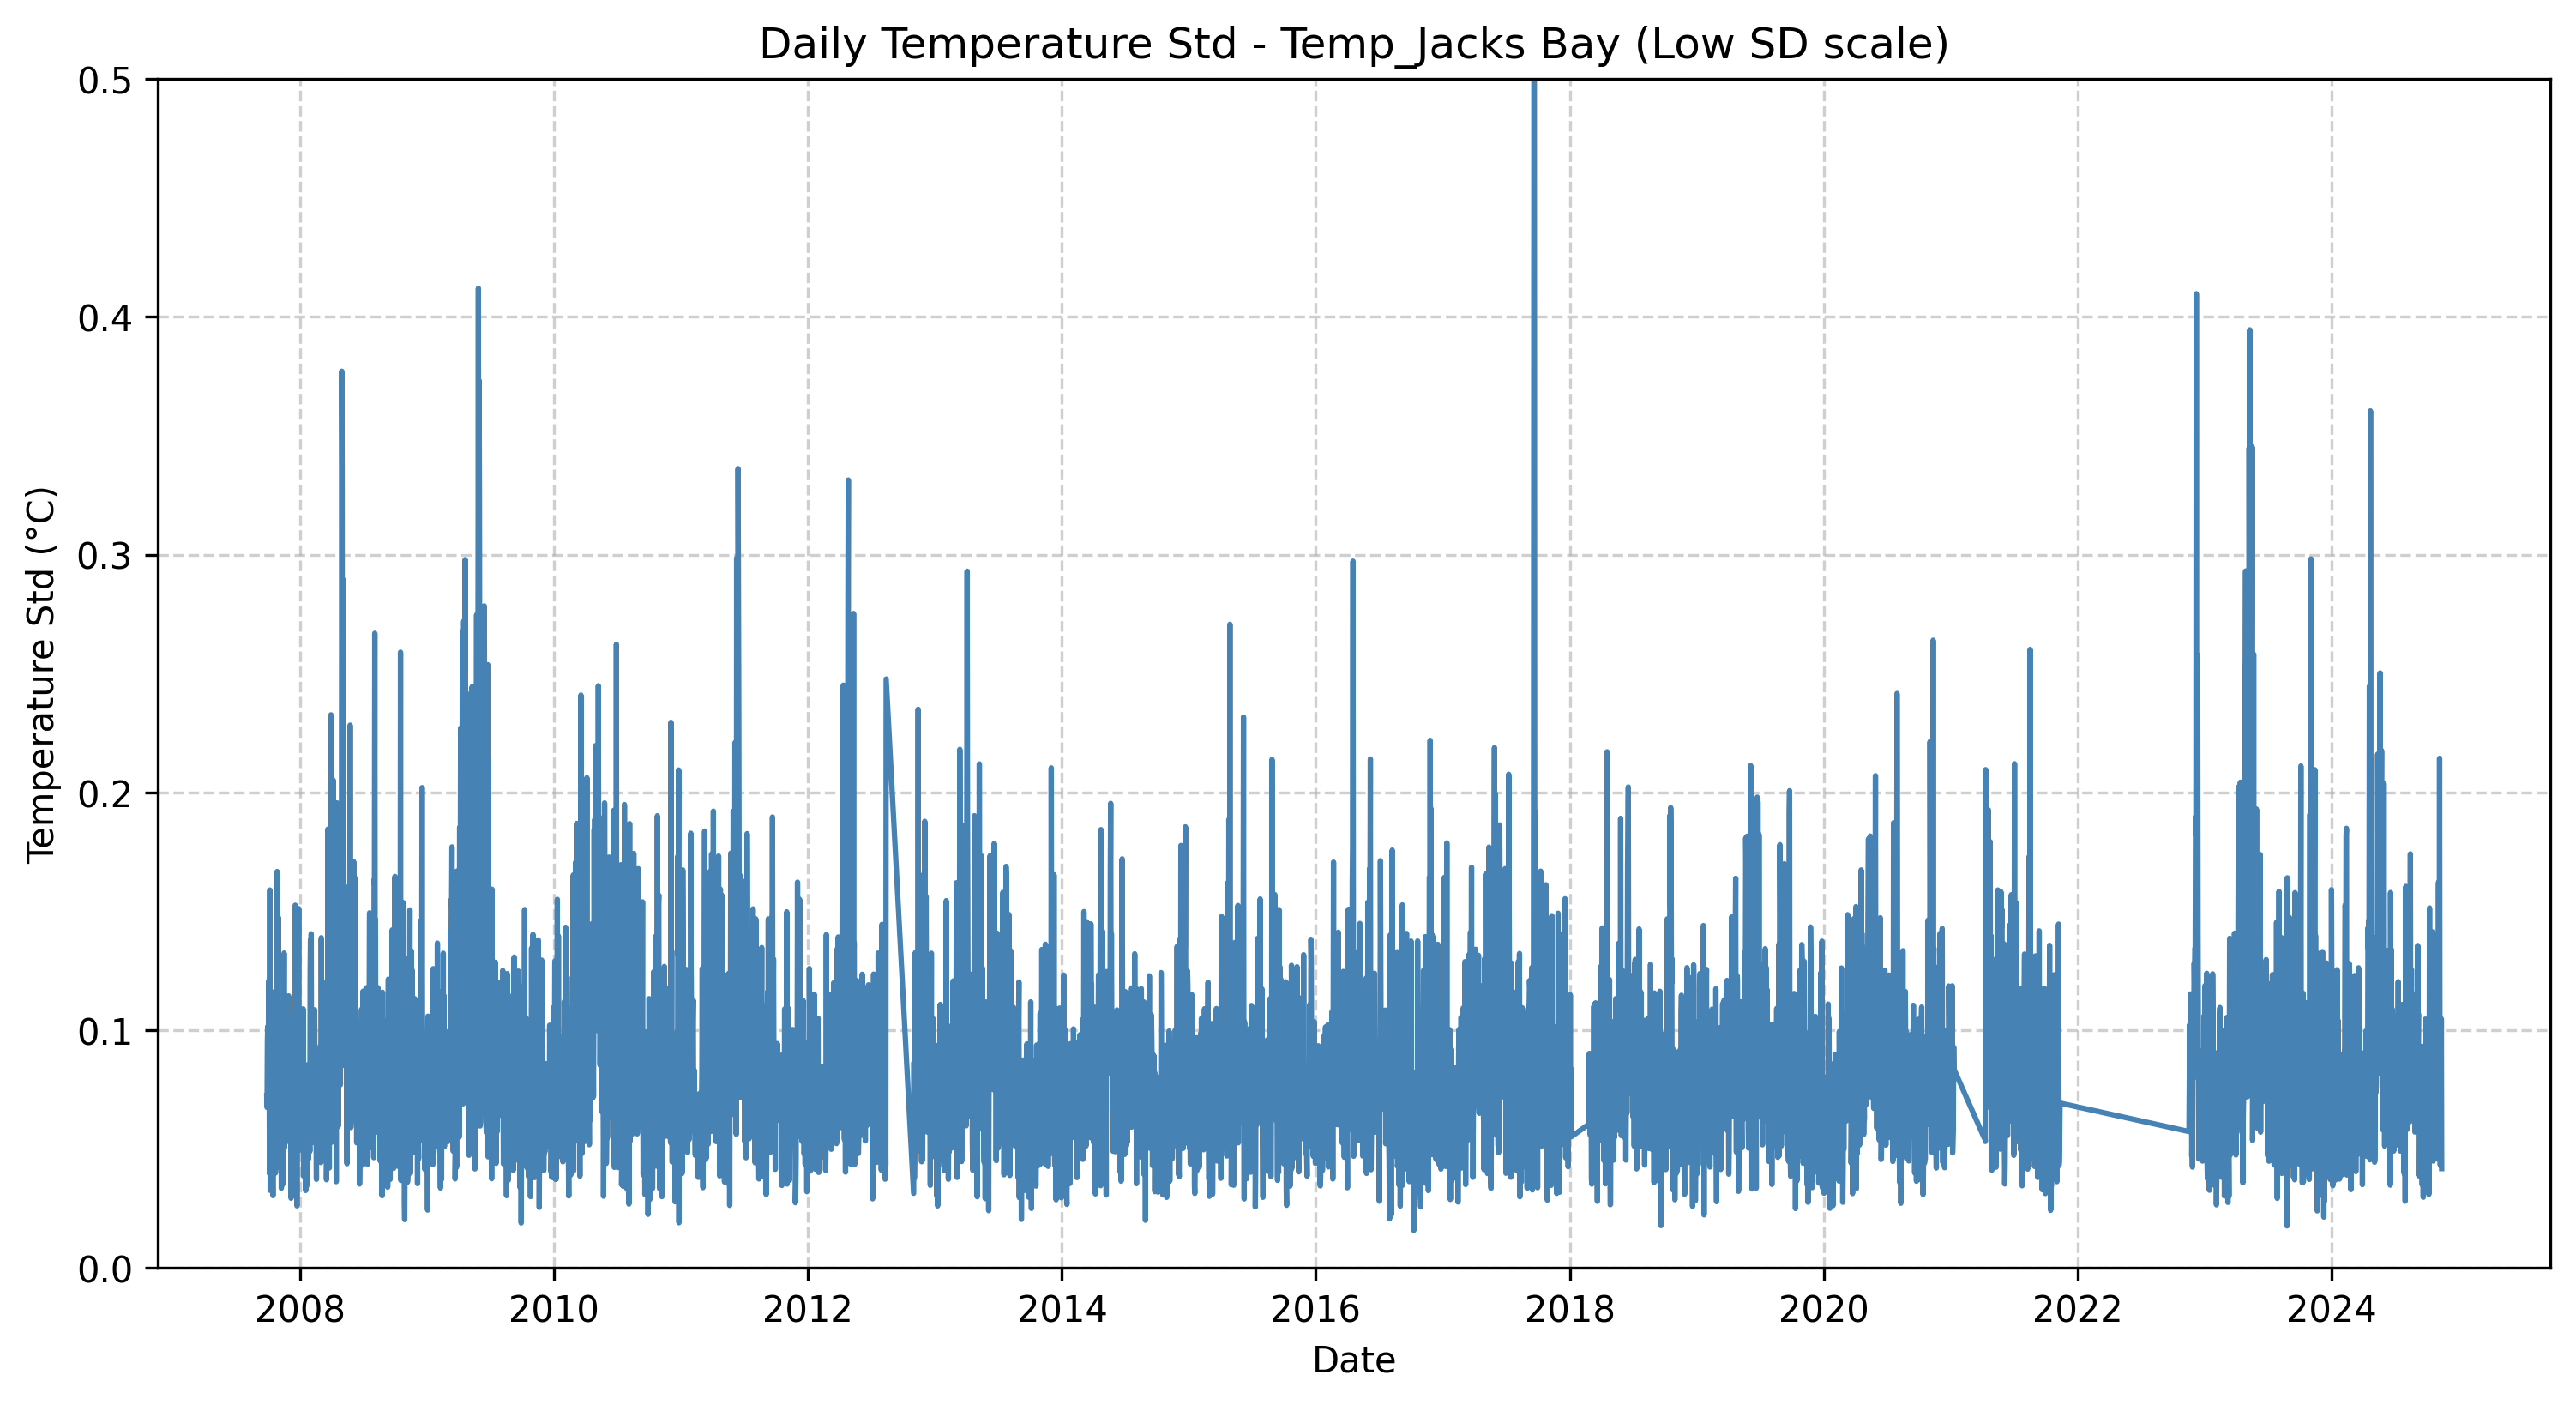 Daily Temperature Std - Temp_Jacks Bay (Low SD scale)
0.5
0.4
0.3
0.2
0.1
0.0
Temperature Std (°C)
2008 2010 2012 2014 2016 2018 2020 2022 2024
Date